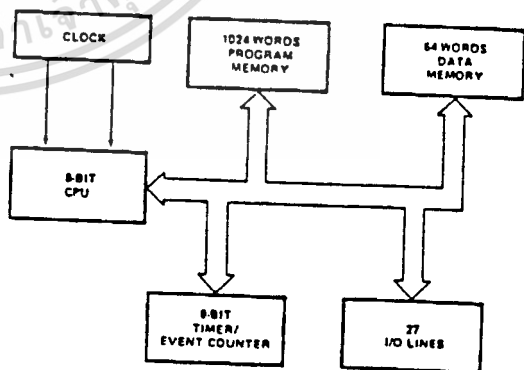 CLOCK
1024 WORDS
PROGRAM
MEMORY
64 WORDS
DATA
MEMORY
8-BIT
CPU
8-BIT
TIMER/
EVENT COUNTER
27
I/O LINES